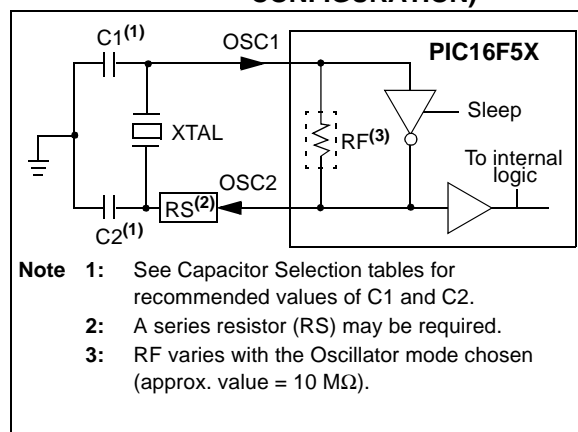 CONFIGURATION)
C1(1)
OSC1
PIC16F5X
Sleep
XTAL
RF(3)
To internal
logic
OSC2
RS(2)
C2(1)
Note 1: See Capacitor Selection tables for
recommended values of C1 and C2.
2: A series resistor (RS) may be required.
3: RF varies with the Oscillator mode chosen
(approx. value = 10 MΩ).